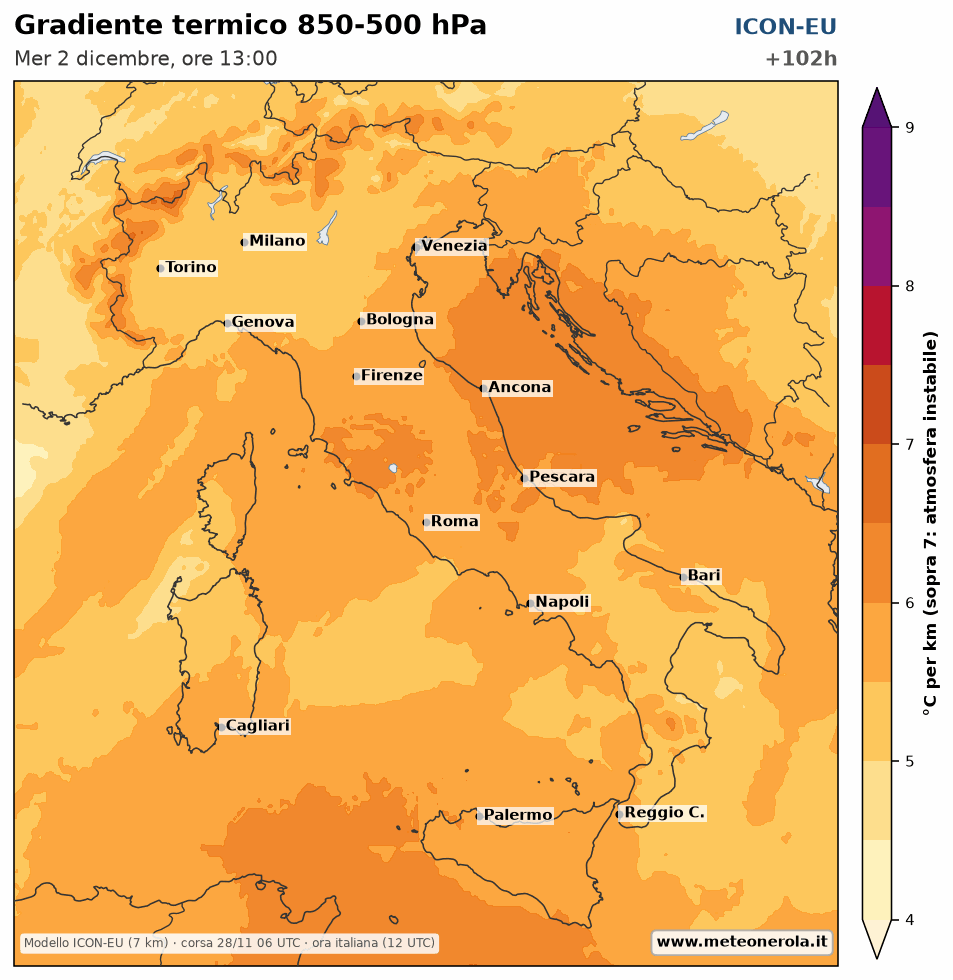 Gradiente termico 850-500 hPa
ICON-EU
Mer 2 dicembre, ore 13:00
+102h
Milano
Venezia
Torino
Genova
Bologna
Firenze
Ancona
Pescara
Roma
Bari
Napoli
Cagliari
Palermo
Reggio C.
9
8
7
6
5
4
°C per km (sopra 7: atmosfera instabile)
Modello ICON-EU (7 km) · corsa 28/11 06 UTC · ora italiana (12 UTC)
www.meteonerola.it